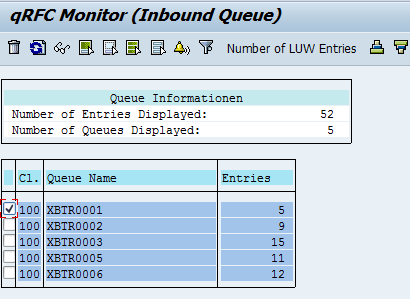 qRFC Monitor (Inbound Queue)
Number of LUW Entries
Queue Informationen
Number of Entries Displayed: 52
Number of Queues Displayed: 5
Cl. Queue Name Entries
100 XBTR0001 5
100 XBTR0002 9
100 XBTR0003 15
100 XBTR0005 11
100 XBTR0006 12